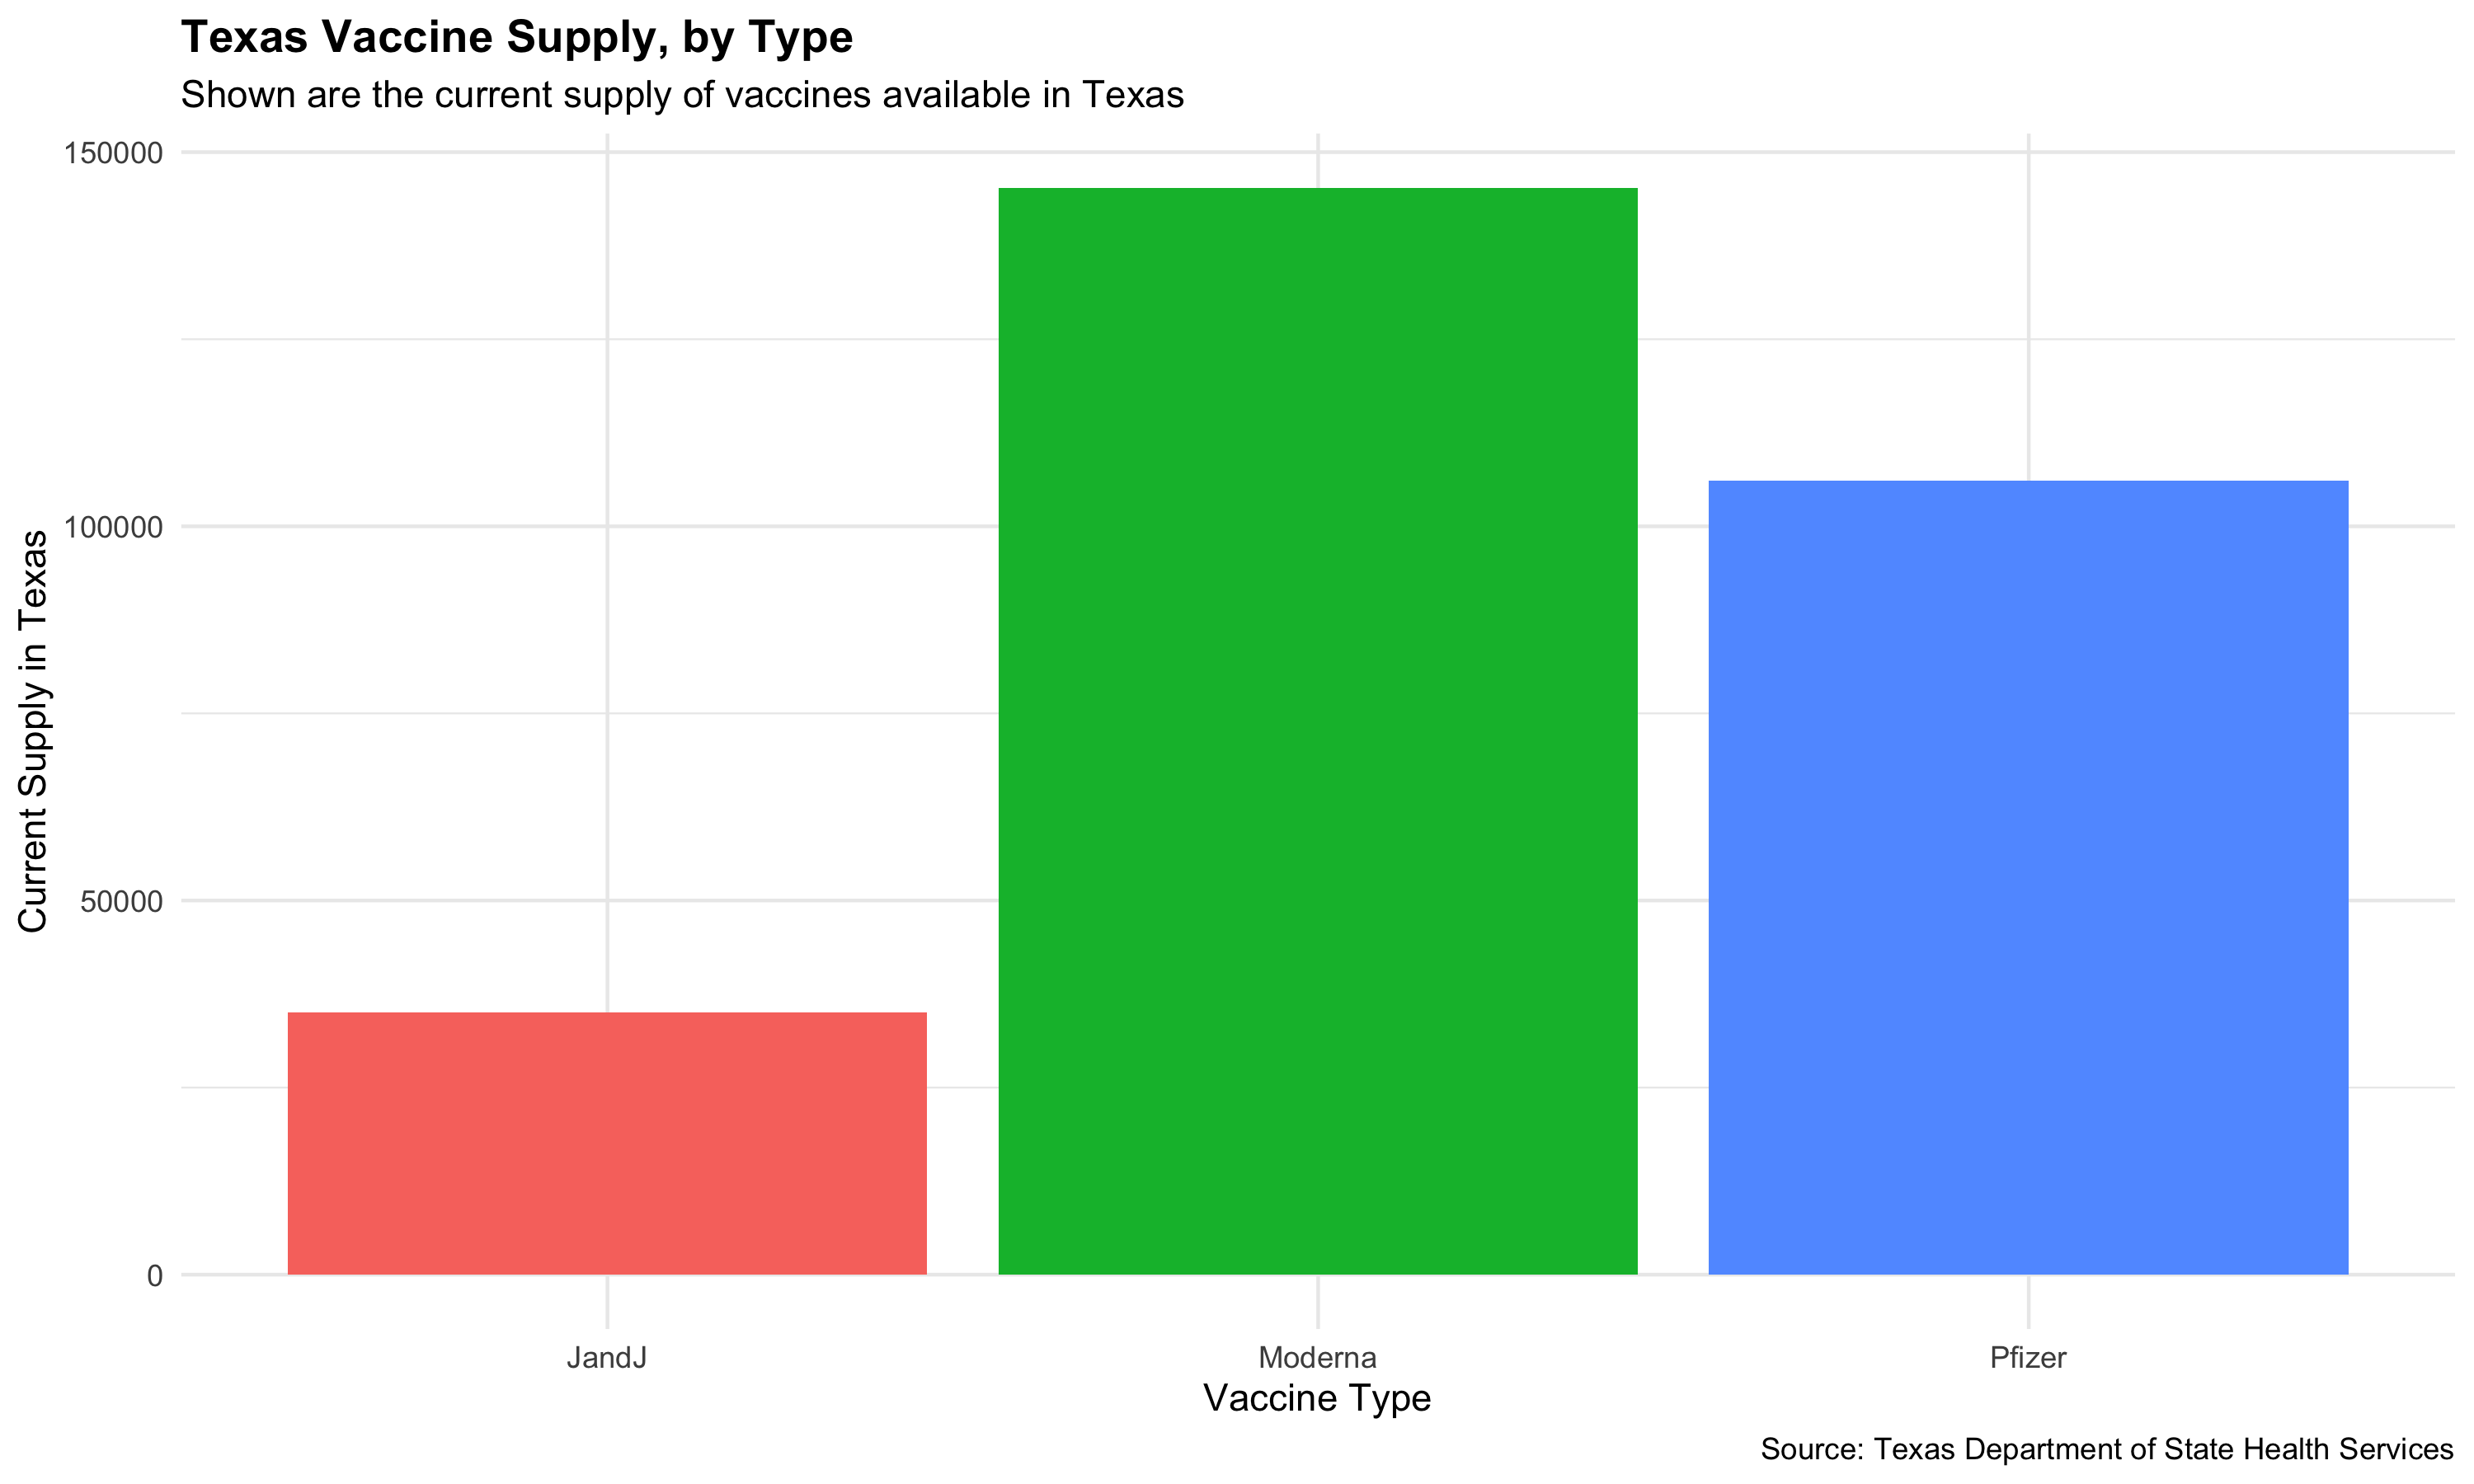 Texas Vaccine Supply, by Type
Shown are the current supply of vaccines available in Texas
150000
100000
50000
0
Current Supply in Texas
JandJ
Moderna
Pfizer
Vaccine Type
Source: Texas Department of State Health Services